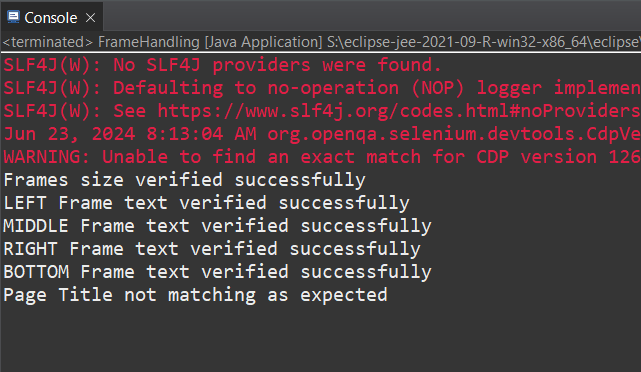 Console
<terminated> FrameHandling [Java Application] S:\eclipse-jee-2021-09-R-win32-x86_64\eclipse\
SLF4J(W): No SLF4J providers were found.
SLF4J(W): Defaulting to no-operation (NOP) logger implemen
SLF4J(W): See https://www.slf4j.org/codes.html#noProviders
Jun 23, 2024 8:13:04 AM org.openqa.selenium.devtools.CdpVe
WARNING: Unable to find an exact match for CDP version 126
Frames size verified successfully
LEFT Frame text verified successfully
MIDDLE Frame text verified successfully
RIGHT Frame text verified successfully
BOTTOM Frame text verified successfully
Page Title not matching as expected